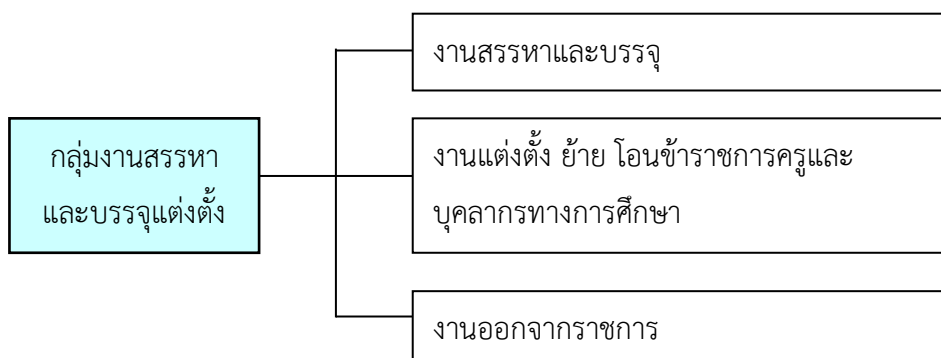 งานสรรหาและบรรจุ
กลุ่มงานสรรหา
และบรรจุแต่งตั้ง
งานแต่งตั้ง ย้าย โอนข้าราชการครูและ
บุคลากรทางการศึกษา
งานออกจากราชการ